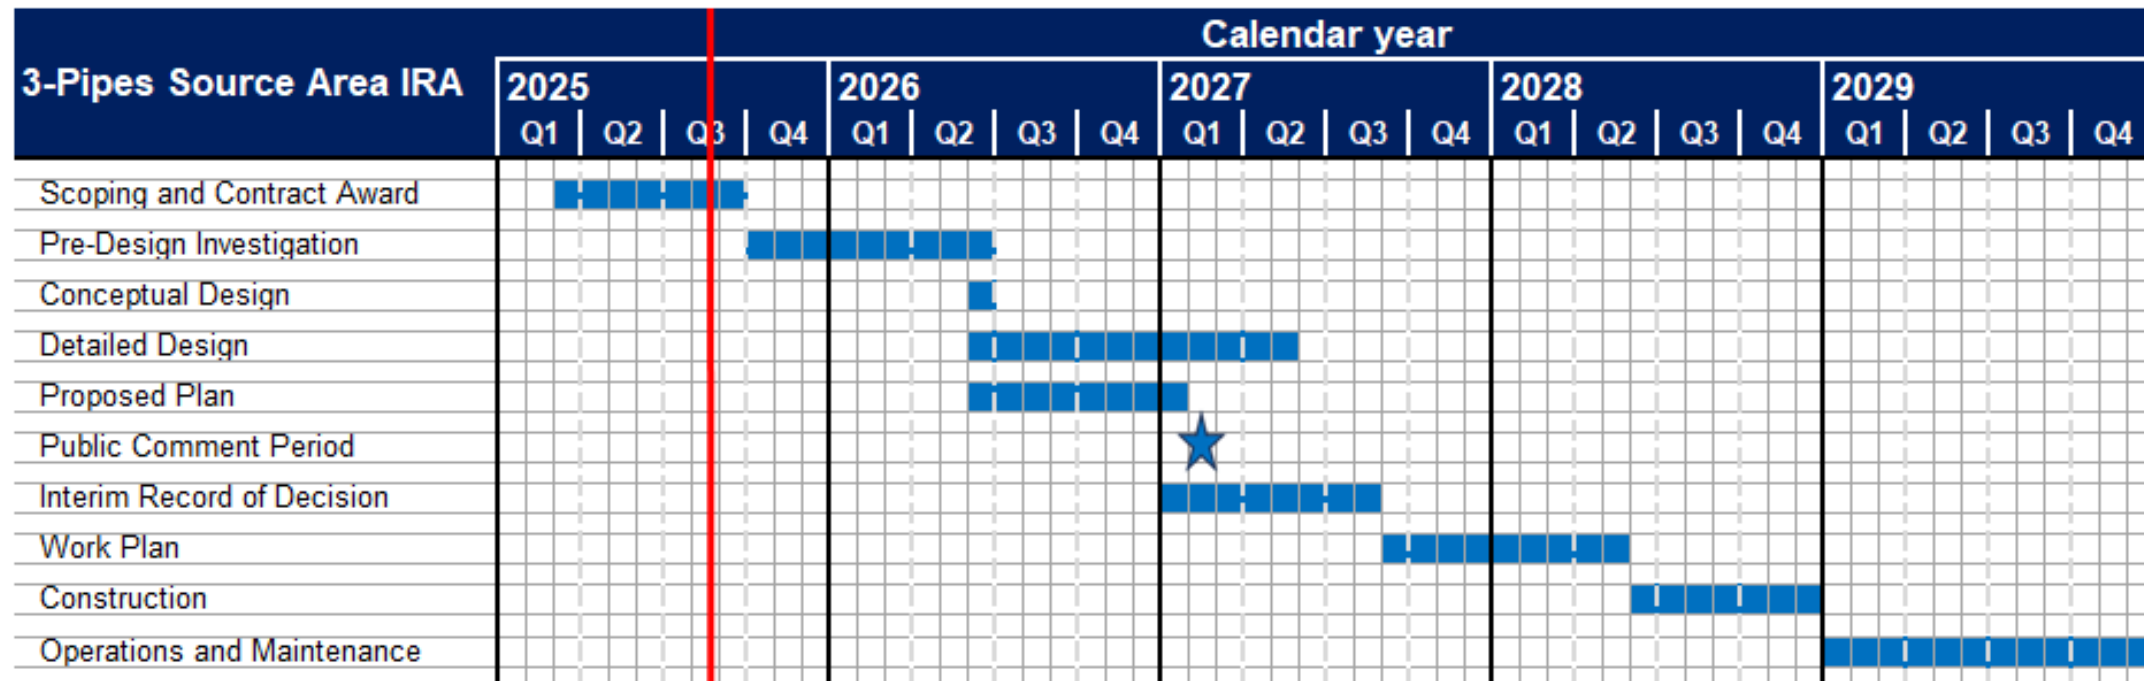 Calendar year
3-Pipes Source Area IRA
2025 2026 2027 2028 2029
Q1 Q2 Q3 Q4 Q1 Q2 Q3 Q4 Q1 Q2 Q3 Q4 Q1 Q2 Q3 Q4 Q1 Q2 Q3 Q4
Scoping and Contract Award
Pre-Design Investigation
Conceptual Design
Detailed Design
Proposed Plan
Public Comment Period
Interim Record of Decision
Work Plan
Construction
Operations and Maintenance